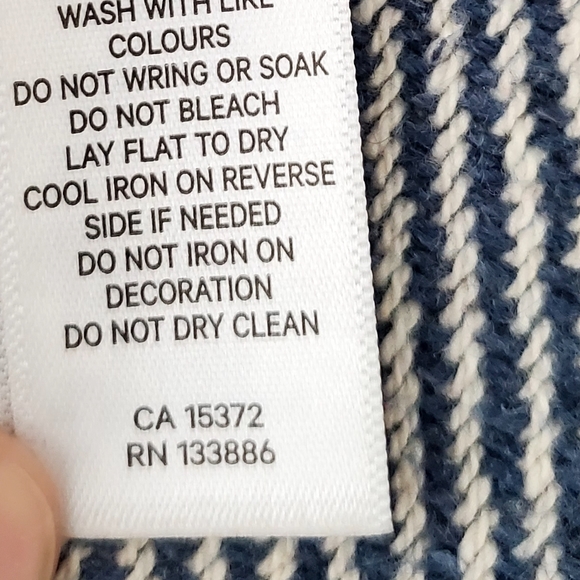 WASH WITH LIKE
COLOURS
DO NOT WRING OR SOAK
DO NOT BLEACH
LAY FLAT TO DRY
COOL IRON ON REVERSE
SIDE IF NEEDED
DO NOT IRON ON
DECORATION
DO NOT DRY CLEAN
CA 15372
RN 133886